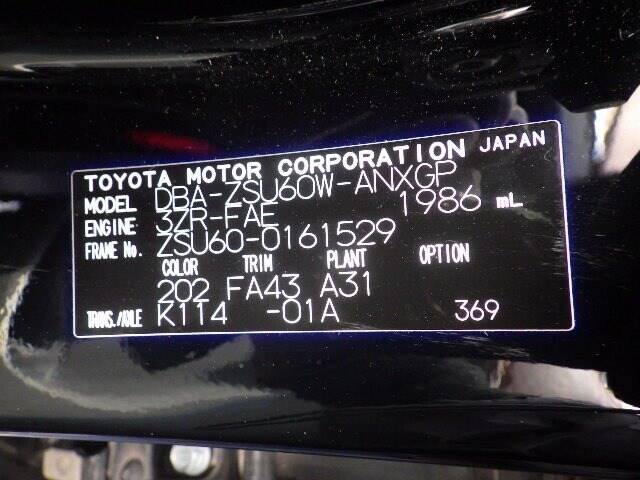 TOYOTA MOTOR CORPORATION JAPAN
MODEL DBA-ZSU60W-ANXGP
ENGINE 3ZR-FAE 1986 mL
FRAME No. ZSU60-0161529
COLOR TRIM PLANT OPTION
202 FA43 A31
TRANS./AXLE K114 -01A 369